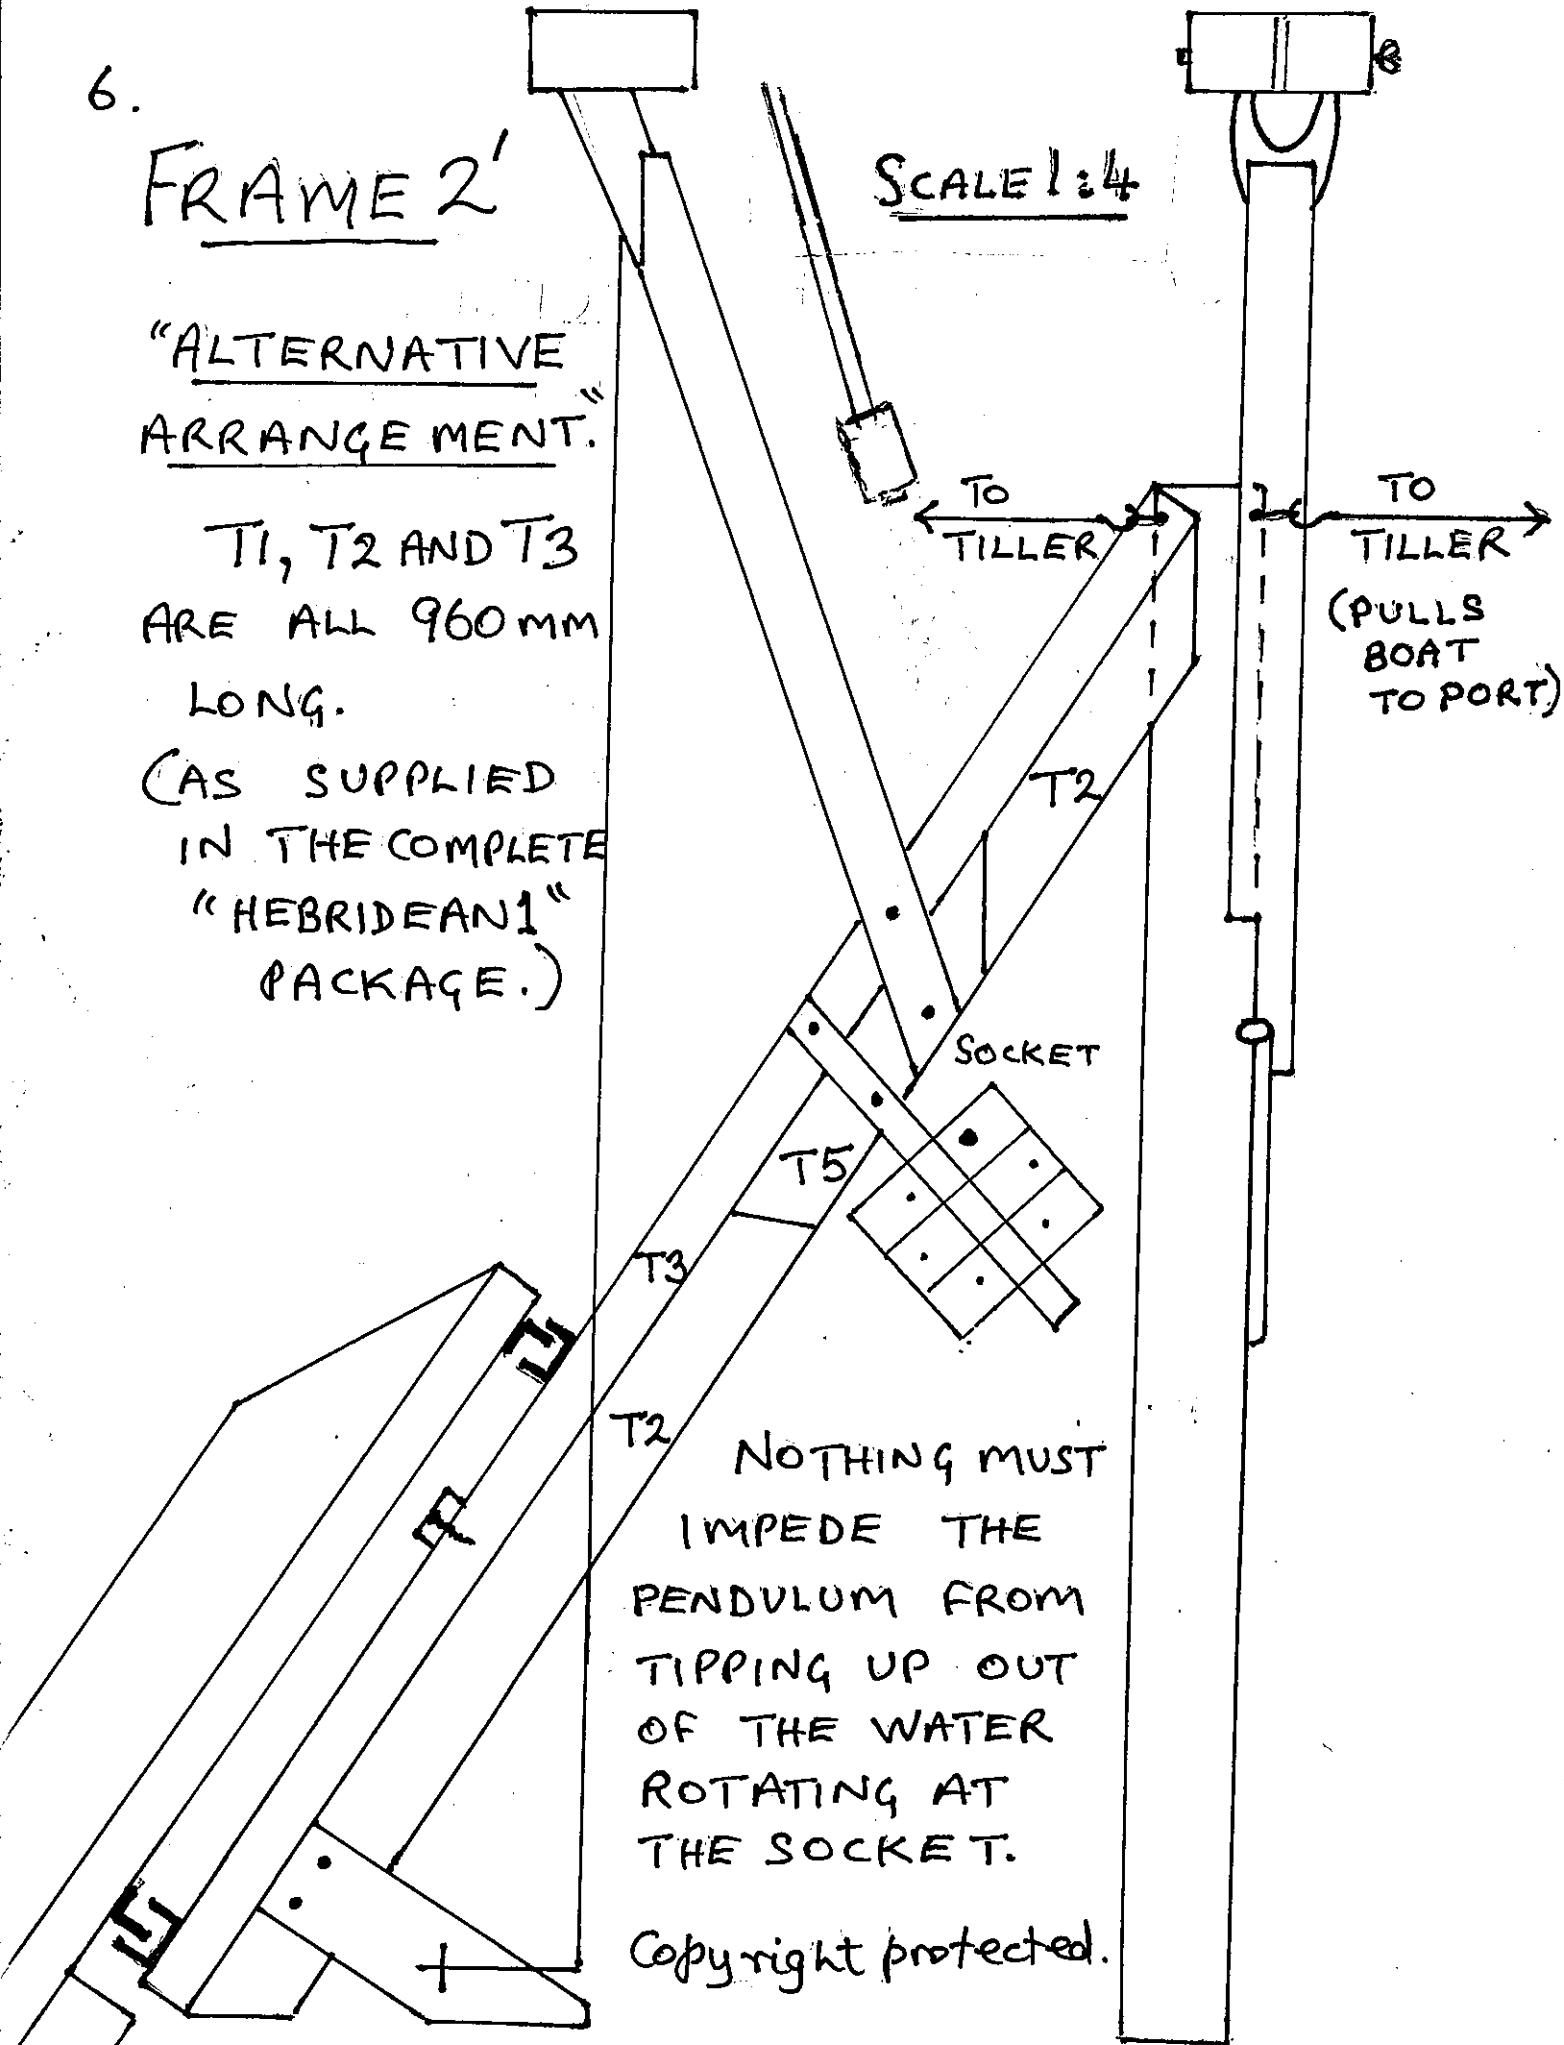 6.
FRAME 2'
SCALE 1:4
"ALTERNATIVE
ARRANGEMENT."
T1, T2 AND T3
ARE ALL 960 MM
LONG.
(AS SUPPLIED
IN THE COMPLETE
"HEBRIDEAN1"
PACKAGE.)
TO
TILLER
TO
TILLER
(PULLS
BOAT
TO PORT)
T2
SOCKET
T5
T3
T2
NOTHING MUST
IMPEDE THE
PENDULUM FROM
TIPPING UP OUT
OF THE WATER
ROTATING AT
THE SOCKET.
Copyright protected.